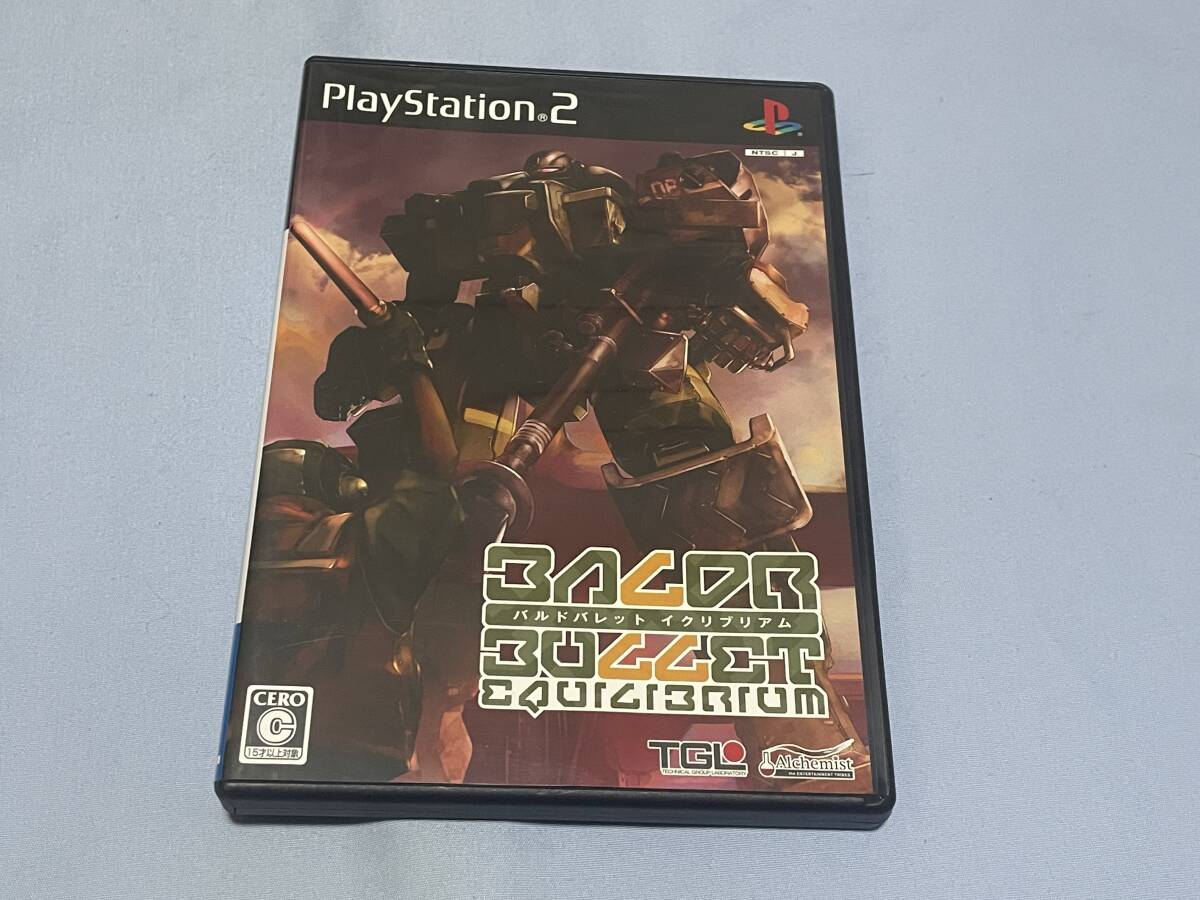 PlayStation®2
NTSC J
06
BALDR
バルドバレット イクリブリアム
BULLET
EQUILIBRIUM
CERO
C
15才以上対象
TGL
TECHNICAL GROUP LABORATORY
Alchemist
the ENTERTAINMENT TRIBES